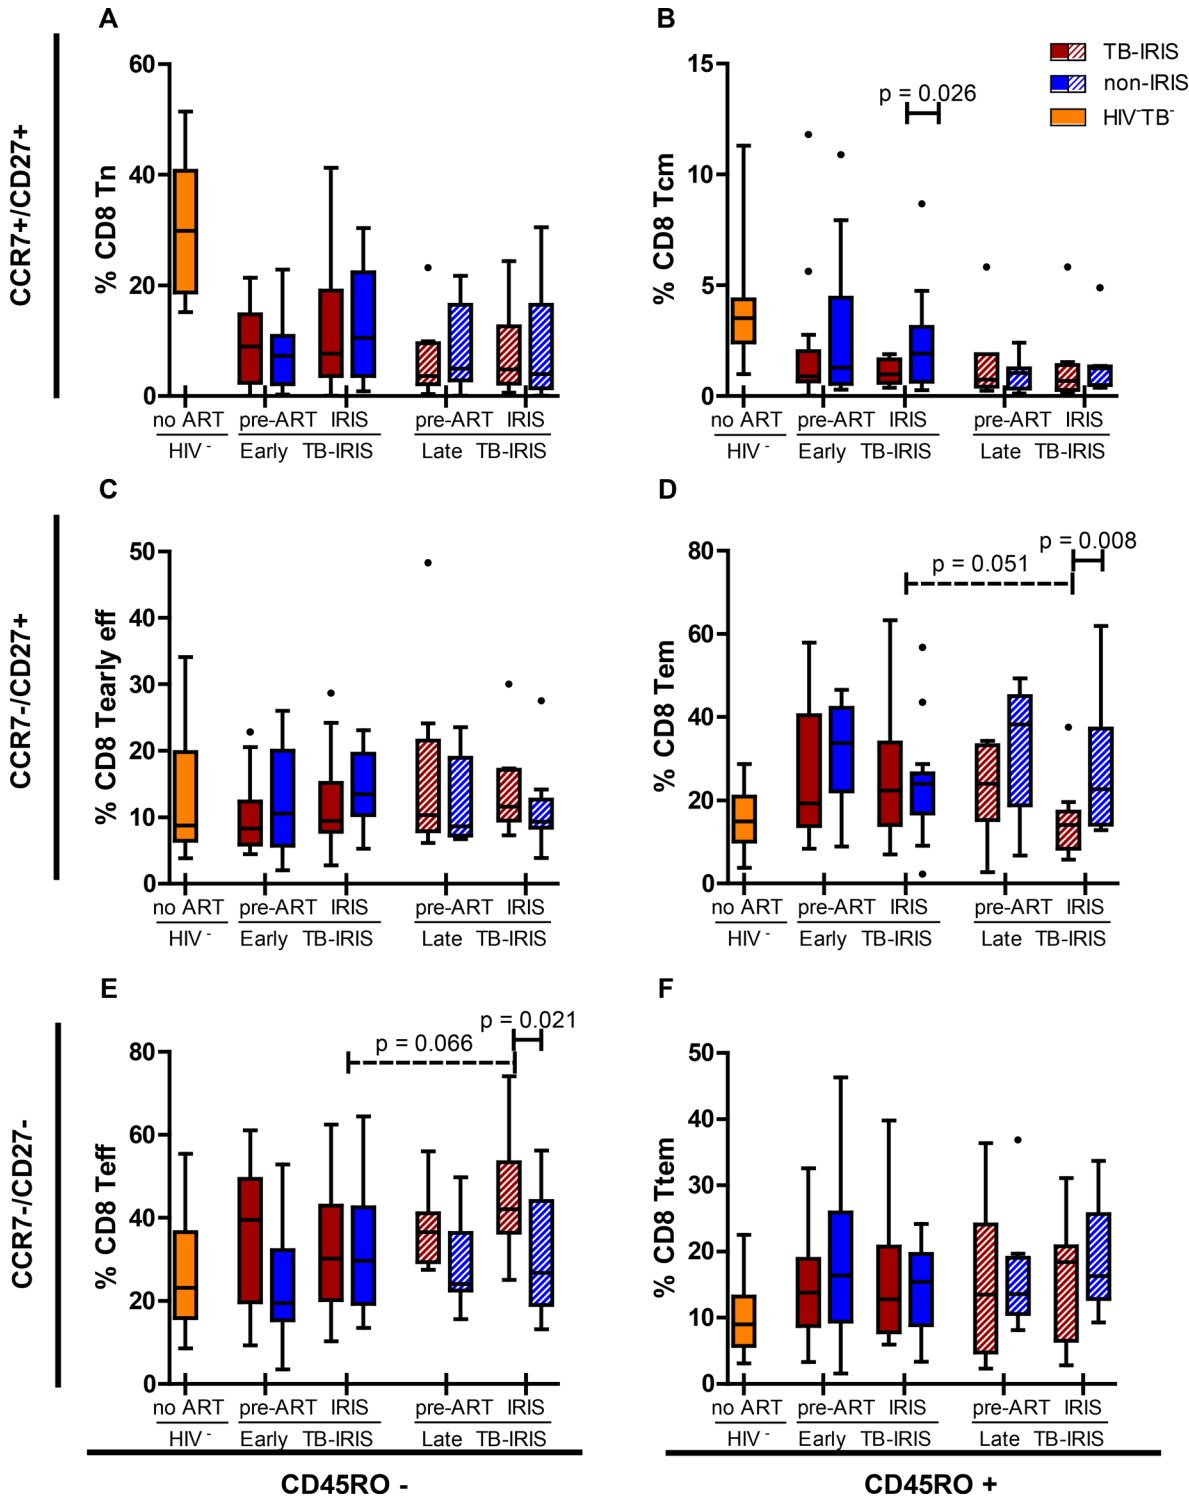 A
B
TB-IRIS
non-IRIS
HIV⁻TB⁻
CCR7+/CD27+
% CD8 Tn
60
40
20
0
no ART pre-ART IRIS pre-ART IRIS
HIV⁻ Early TB-IRIS Late TB-IRIS
% CD8 Tcm
15
10
5
0
p = 0.026
no ART pre-ART IRIS pre-ART IRIS
HIV⁻ Early TB-IRIS Late TB-IRIS
C
D
CCR7-/CD27+
% CD8 Tearly eff
50
40
30
20
10
0
no ART pre-ART IRIS pre-ART IRIS
HIV⁻ Early TB-IRIS Late TB-IRIS
% CD8 Tem
80
60
40
20
0
p = 0.051
p = 0.008
no ART pre-ART IRIS pre-ART IRIS
HIV⁻ Early TB-IRIS Late TB-IRIS
E
F
CCR7-/CD27-
% CD8 Teff
80
60
40
20
0
p = 0.066
p = 0.021
no ART pre-ART IRIS pre-ART IRIS
HIV⁻ Early TB-IRIS Late TB-IRIS
% CD8 Ttem
50
40
30
20
10
0
no ART pre-ART IRIS pre-ART IRIS
HIV⁻ Early TB-IRIS Late TB-IRIS
CD45RO -
CD45RO +